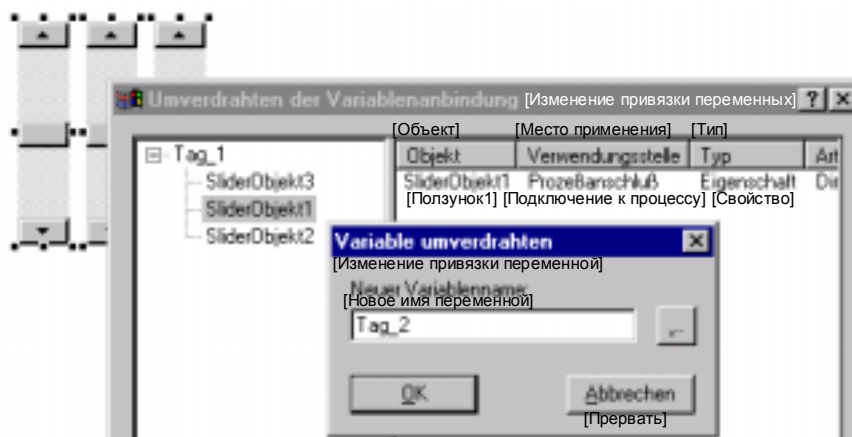 Umverdrahten der Variablenanbindung [Изменение привязки переменных]
[Объект] [Место применения] [Тип]
Objekt Verwendungsstelle Typ Art
Tag_1
SliderObjekt3
SliderObjekt1 Prozeßanschluß Eigenschaft Dir
[Ползунок1] [Подключение к процессу] [Свойство]
SliderObjekt1
SliderObjekt2
Variable umverdrahten
[Изменение привязки переменной]
Neuer Variablenname:
[Новое имя переменной]
Tag_2
...
OK
Abbrechen
[Прервать]